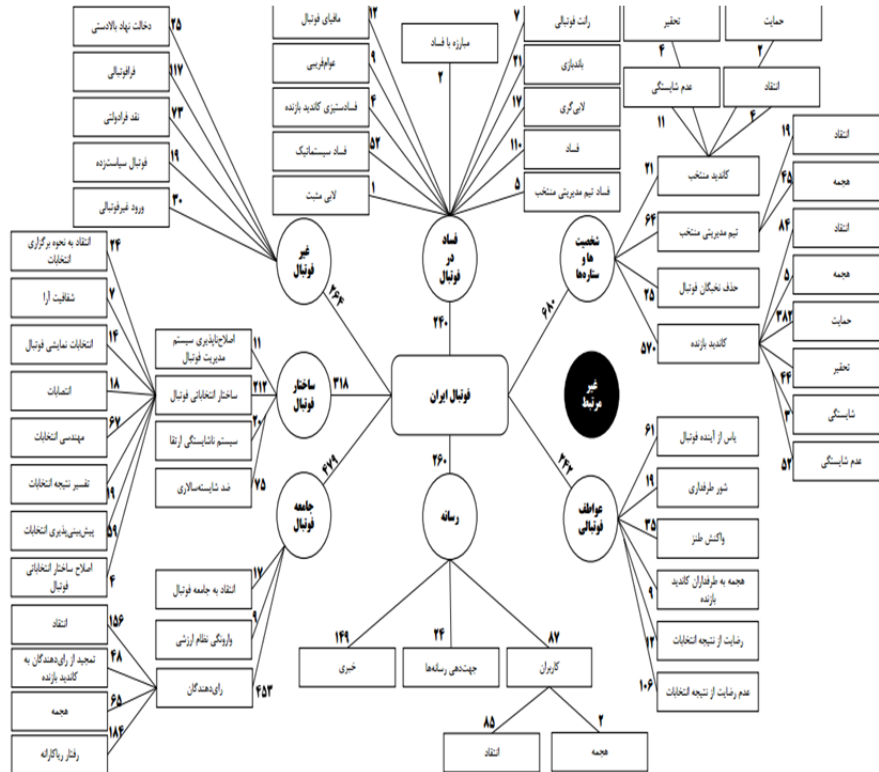 دخالت نهاد بالادستی
۲۵
فرافوتبالی
۱۱۷
نقد فرادولتی
۷۳
فوتبال سیاست‌زده
۱۹
ورود غیرفوتبالی
۳۰
غیر
فوتبال
۲۶۴
مافیای فوتبال
۱۲
عوام‌فریبی
۹
فسادستیزی کاندید بازنده
۴
فساد سیستماتیک
۵۲
لابی مثبت
۱
مبارزه با فساد
۲
رانت فوتبالی
۷
باندبازی
۲۱
لابی‌گری
۱۷
فساد
۱۱۰
فساد تیم مدیریتی منتخب
۵
فساد
در
فوتبال
۲۴۰
تحقیر
۴
حمایت
۲
عدم شایستگی
۱۱
انتقاد
۴
کاندید منتخب
۲۱
انتقاد
۱۹
هجمه
۴۵
تیم مدیریتی منتخب
۶۴
حذف نخبگان فوتبال
۲۵
کاندید بازنده
۵۷۰
انتقاد
۸۴
هجمه
۵
حمایت
۳۸۲
تحقیر
۴۴
شایستگی
۳
عدم شایستگی
۵۲
شخصیت
ها و
ستاره‌ها
۶۸۰
فوتبال ایران
غیر
مرتبط
انتقاد به نحوه برگزاری
انتخابات
۲۴
شفافیت آرا
۷
انتخابات نمایشی فوتبال
۱۴
انتصابات
۱۸
مهندسی انتخابات
۶۷
تفسیر نتیجه انتخابات
۱۹
پیش‌بینی‌پذیری انتخابات
۵۹
اصلاح ساختار انتخاباتی
فوتبال
۴
اصلاح‌ناپذیری سیستم
مدیریت فوتبال
۱۱
ساختار انتخاباتی فوتبال
۲۱۲
سیستم ناشایستگی ارتقا
۲۰
ضد شایسته‌سالاری
۷۵
ساختار
فوتبال
۳۱۸
جامعه
فوتبال
۴۷۹
انتقاد به جامعه فوتبال
۱۷
وارونگی نظام ارزشی
۹
رای‌دهندگان
۴۵۳
انتقاد
۱۵۶
تمجید از رای‌دهندگان به
کاندید بازنده
۴۸
هجمه
۶۵
رفتار ریاکارانه
۱۸۴
رسانه
۲۶۰
خبری
۱۴۹
جهت‌دهی رسانه‌ها
۲۴
کاربران
۸۷
انتقاد
۸۵
هجمه
۲
عواطف
فوتبالی
۲۴۲
یاس از آینده فوتبال
۶۱
شور طرفداری
۱۹
واکنش طنز
۳۵
هجمه به طرفداران کاندید
بازنده
۹
رضایت از نتیجه انتخابات
۱۲
عدم رضایت از نتیجه انتخابات
۱۰۶